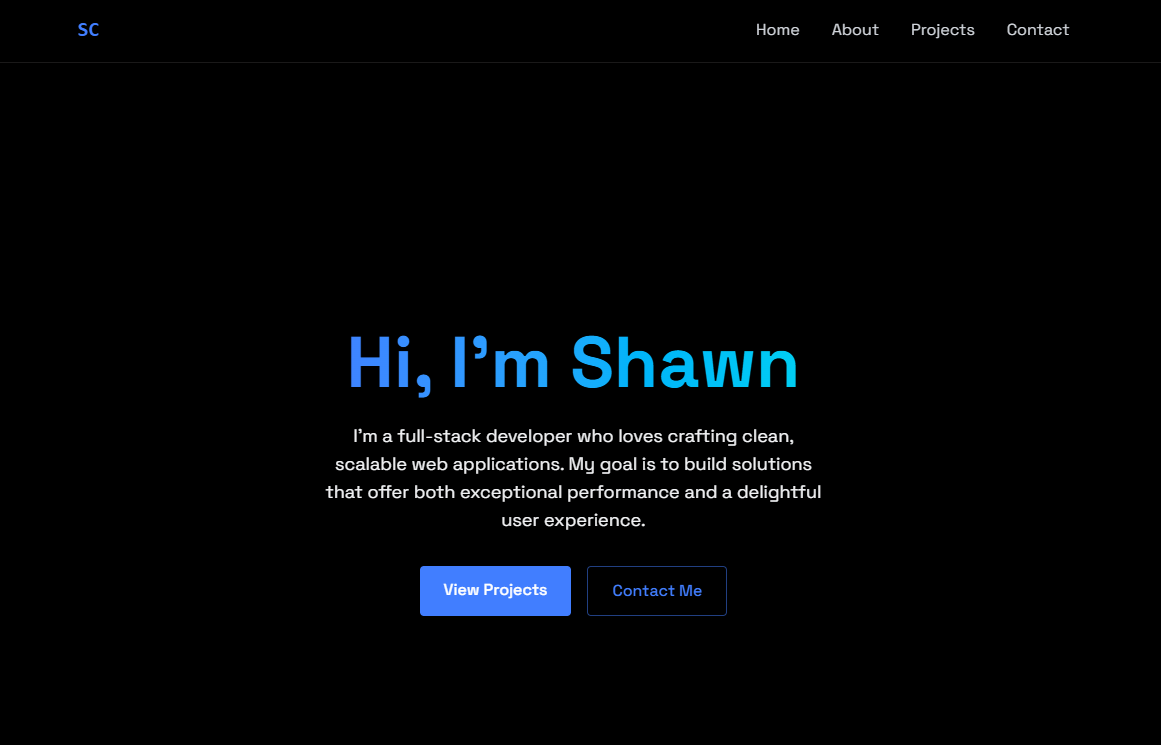 SC
Home About Projects Contact
Hi, I’m Shawn
I’m a full-stack developer who loves crafting clean,
scalable web applications. My goal is to build solutions
that offer both exceptional performance and a delightful
user experience.
View Projects Contact Me